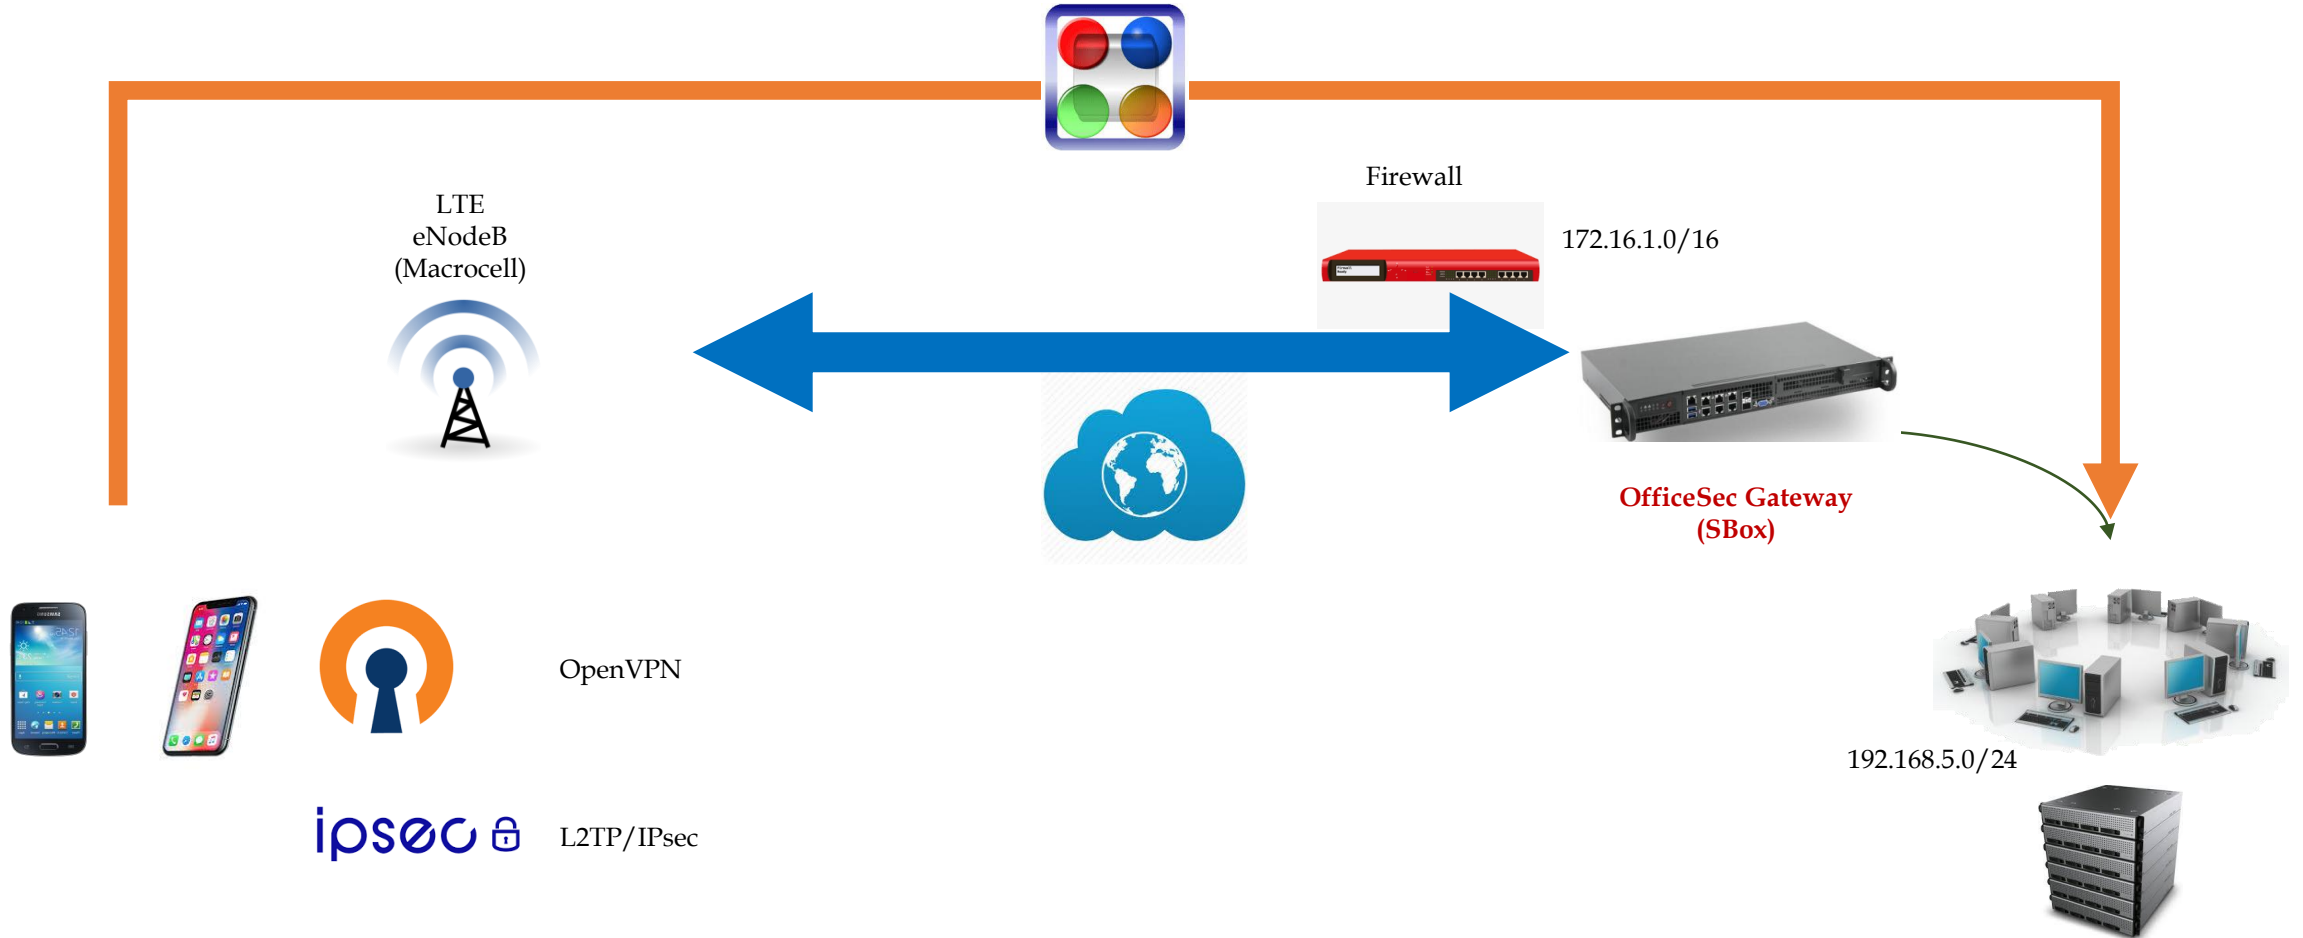 Firewall
LTE
eNodeB
(Macrocell)
172.16.1.0/16
OfficeSec Gateway
(SBox)
OpenVPN
192.168.5.0/24
ipsec
L2TP/IPsec